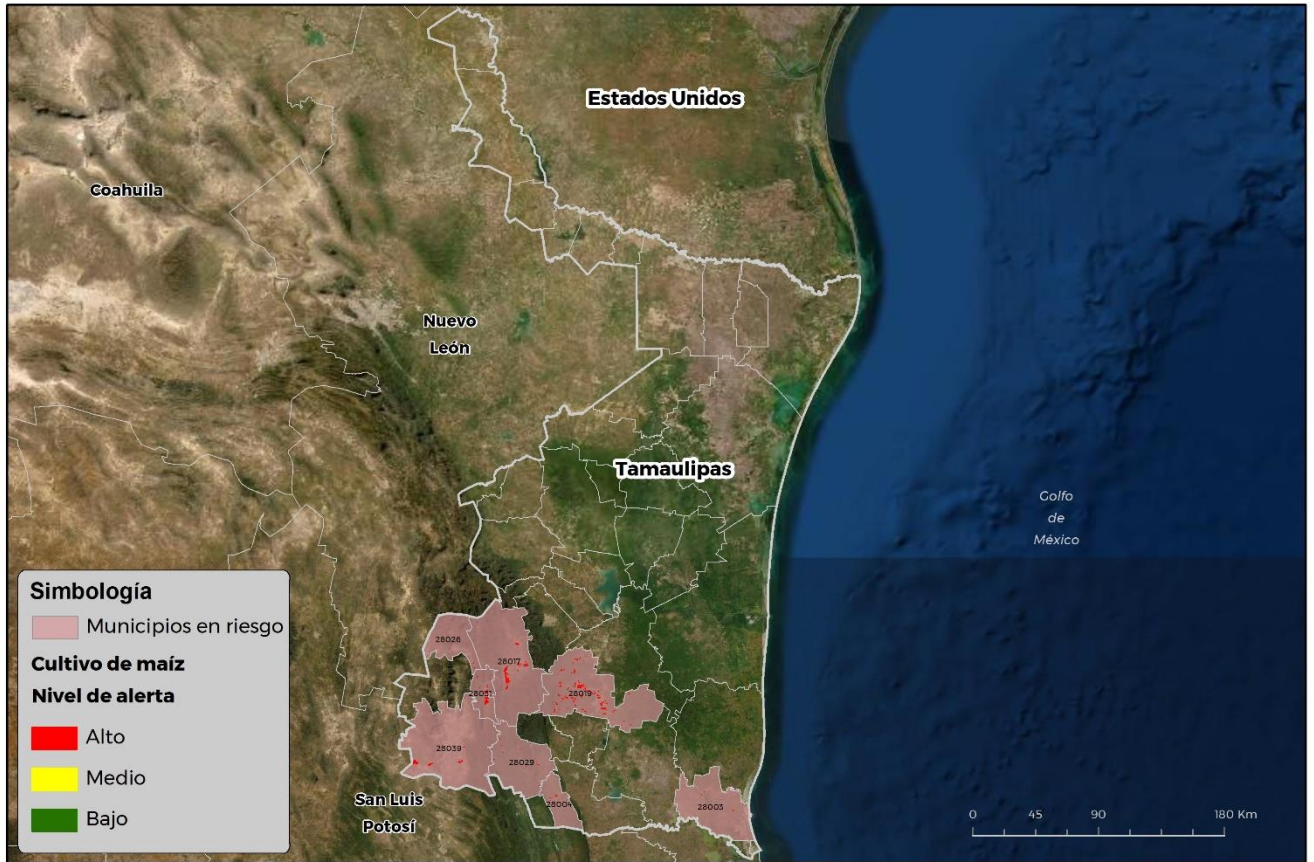 Estados Unidos
Coahuila
Nuevo
León
Tamaulipas
Golfo
de
México
Simbología
Municipios en riesgo
Cultivo de maíz
Nivel de alerta
Alto
Medio
Bajo
28026
28017
28031
28019
28039
28029
28004
28003
San Luis
Potosí
0 45 90 180 Km